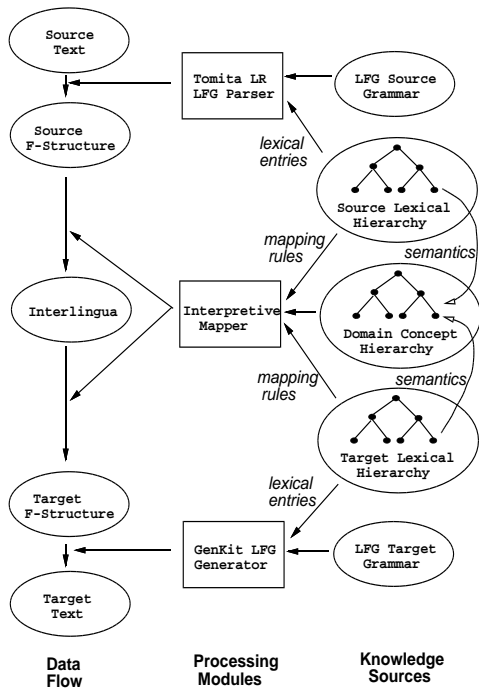 Source
Text
Tomita LR
LFG Parser
LFG Source
Grammar
Source
F-Structure
lexical
entries
Source Lexical
Hierarchy
mapping
rules
semantics
Interlingua
Interpretive
Mapper
Domain Concept
Hierarchy
mapping
rules
semantics
Target Lexical
Hierarchy
Target
F-Structure
lexical
entries
GenKit LFG
Generator
LFG Target
Grammar
Target
Text
Data
Flow
Processing
Modules
Knowledge
Sources